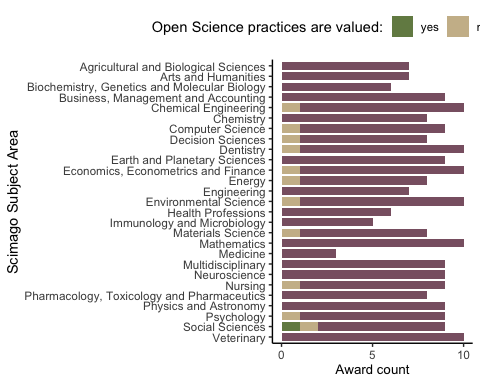 Open Science practices are valued: yes
Agricultural and Biological Sciences
Arts and Humanities
Biochemistry, Genetics and Molecular Biology
Business, Management and Accounting
Chemical Engineering
Chemistry
Computer Science
Decision Sciences
Dentistry
Earth and Planetary Sciences
Economics, Econometrics and Finance
Energy
Engineering
Environmental Science
Health Professions
Immunology and Microbiology
Materials Science
Mathematics
Medicine
Multidisciplinary
Neuroscience
Nursing
Pharmacology, Toxicology and Pharmaceutics
Physics and Astronomy
Psychology
Social Sciences
Veterinary
Scimago Subject Area
0 5 10
Award count